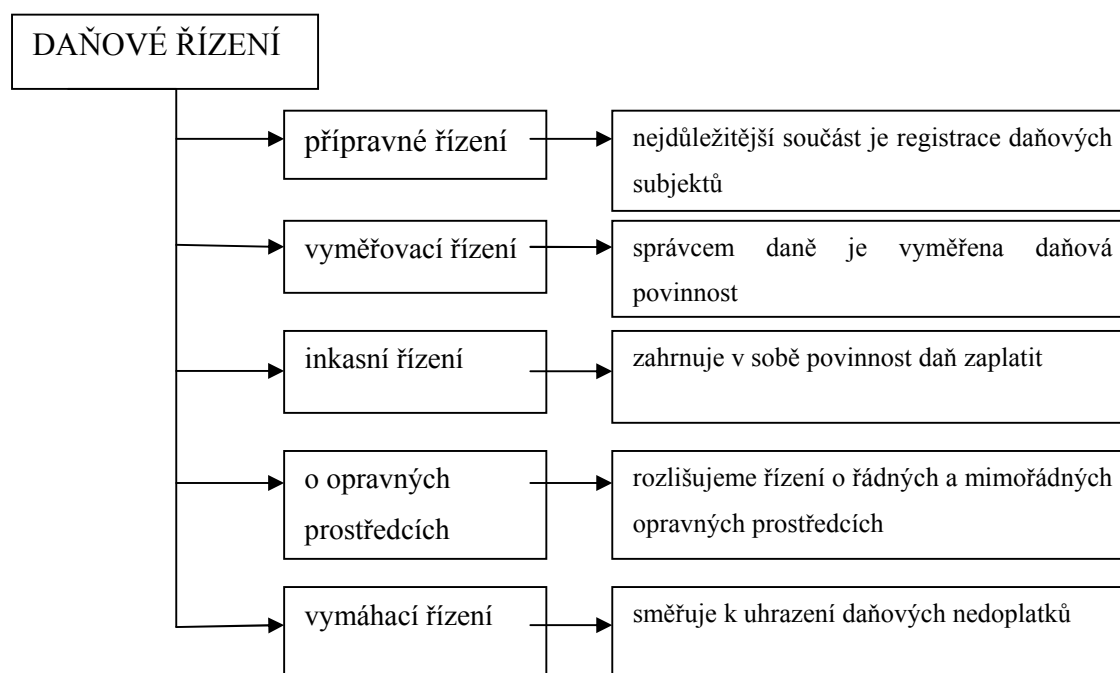 DAŇOVÉ ŘÍZENÍ
přípravné řízení
nejdůležitější součást je registrace daňových
subjektů
vyměřovací řízení
správcem daně je vyměřena daňová
povinnost
inkasní řízení
zahrnuje v sobě povinnost daň zaplatit
o opravných
prostředcích
rozlišujeme řízení o řádných a mimořádných
opravných prostředcích
vymáhací řízení
směřuje k uhrazení daňových nedoplatků